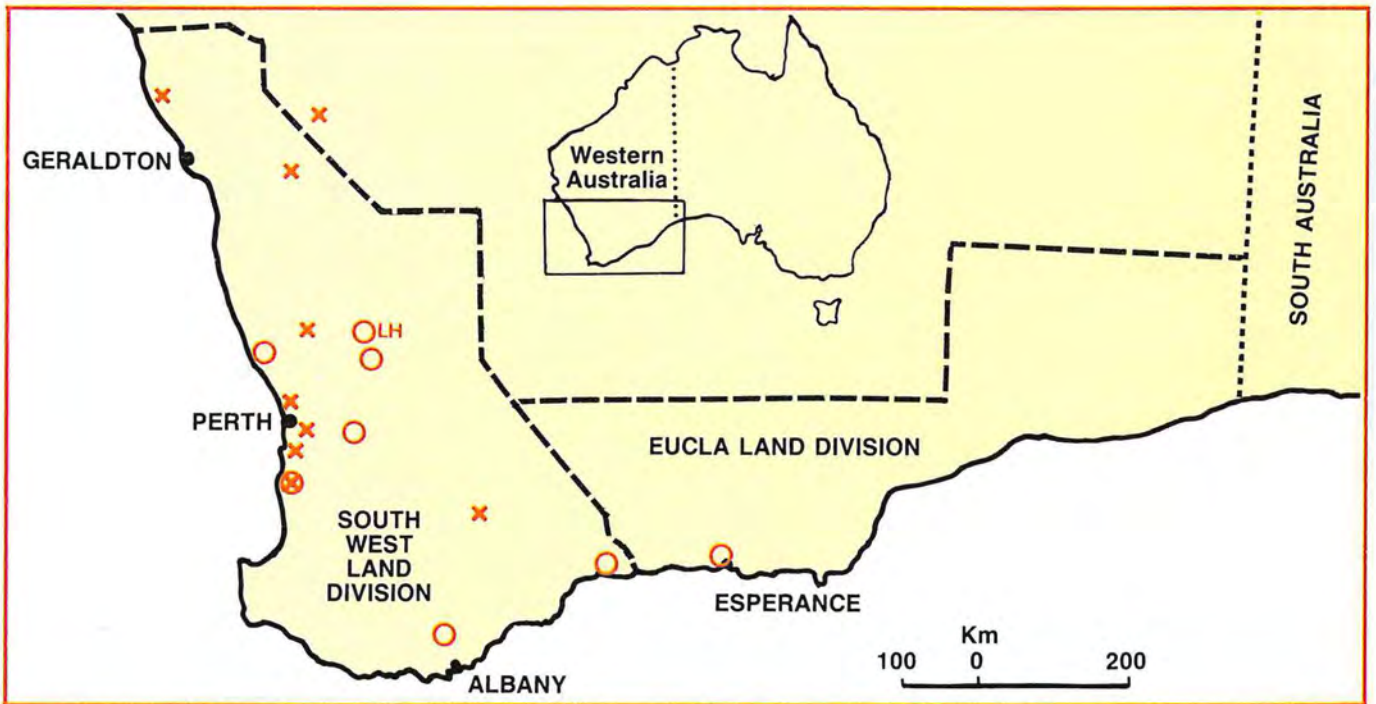 GERALDTON
Western
Australia
SOUTH AUSTRALIA
LH
PERTH
EUCLA LAND DIVISION
SOUTH
WEST
LAND
DIVISION
ESPERANCE
ALBANY
Km
100 0 200